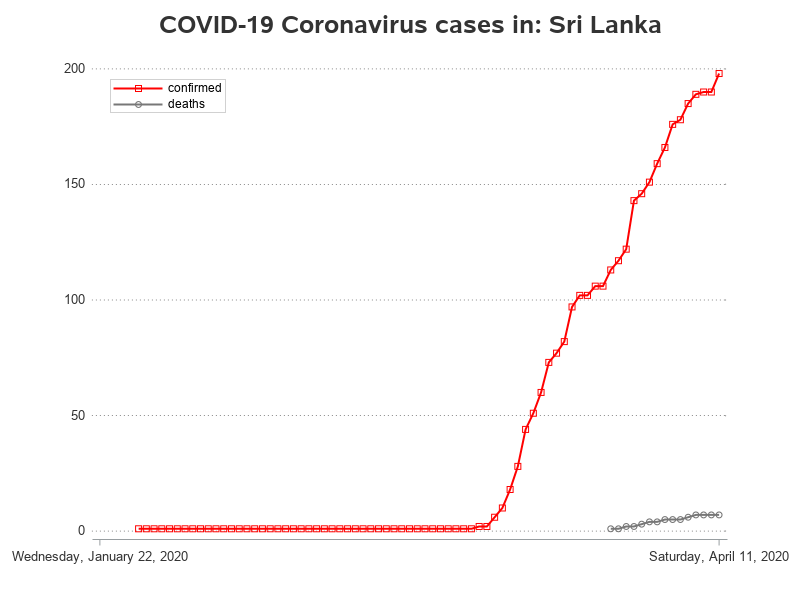 COVID-19 Coronavirus cases in: Sri Lanka
200
confirmed
deaths
150
100
50
0
Wednesday, January 22, 2020
Saturday, April 11, 2020